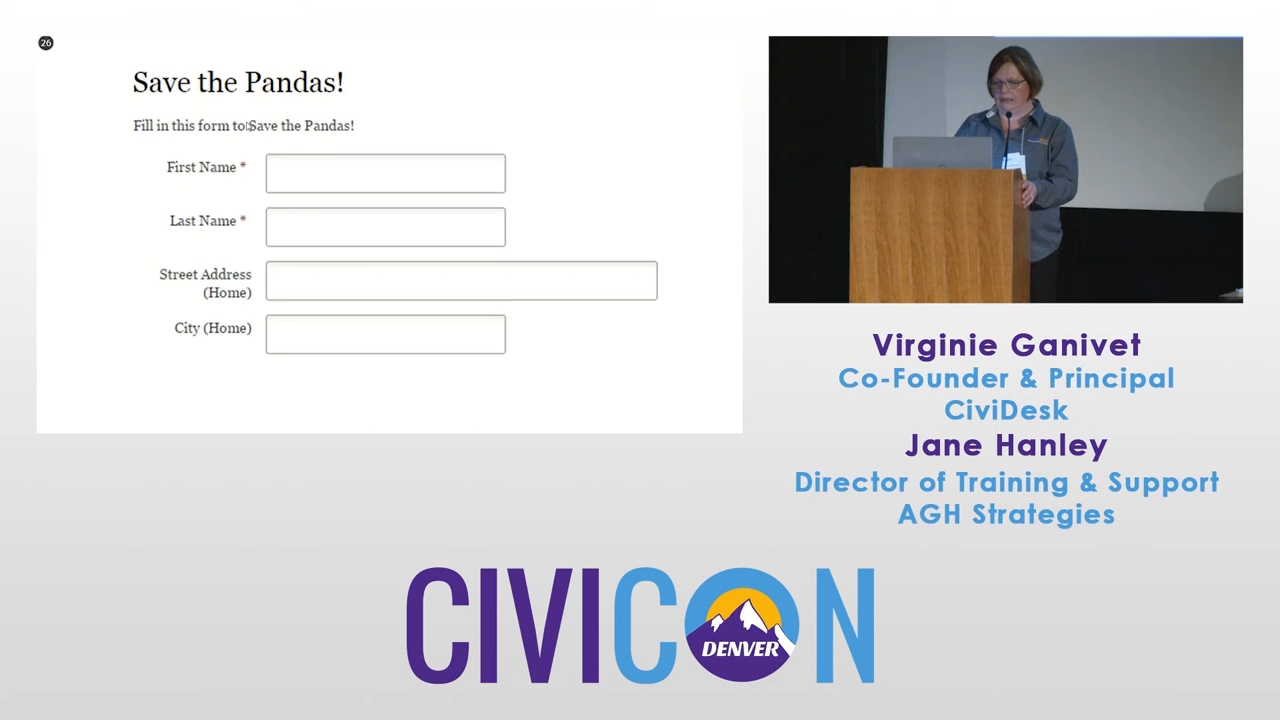 26
Save the Pandas!
Fill in this form to Save the Pandas!
First Name *
Last Name *
Street Address
(Home)
City (Home)
Virginie Ganivet
Co-Founder & Principal
CiviDesk
Jane Hanley
Director of Training & Support
AGH Strategies
CIVICON
DENVER